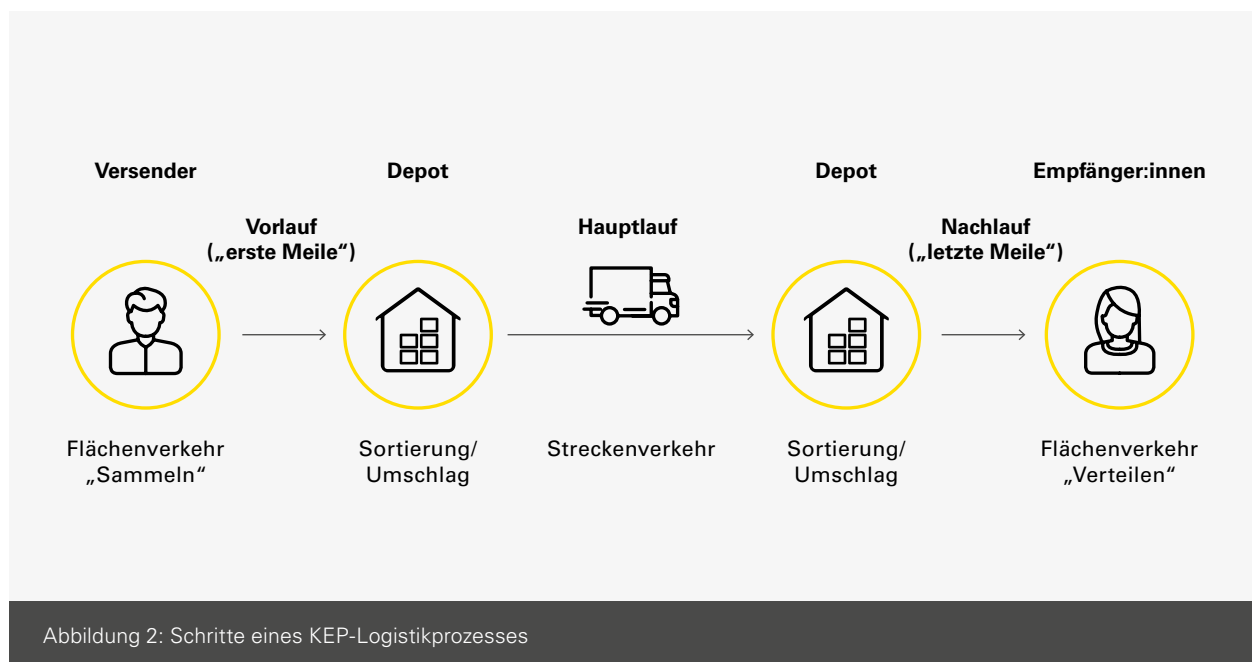 Versender
Depot
Depot
Empfänger:innen
Vorlauf
(„erste Meile“)
Hauptlauf
Nachlauf
(„letzte Meile“)
Flächenverkehr
„Sammeln“
Sortierung/
Umschlag
Streckenverkehr
Sortierung/
Umschlag
Flächenverkehr
„Verteilen“
Abbildung 2: Schritte eines KEP-Logistikprozesses